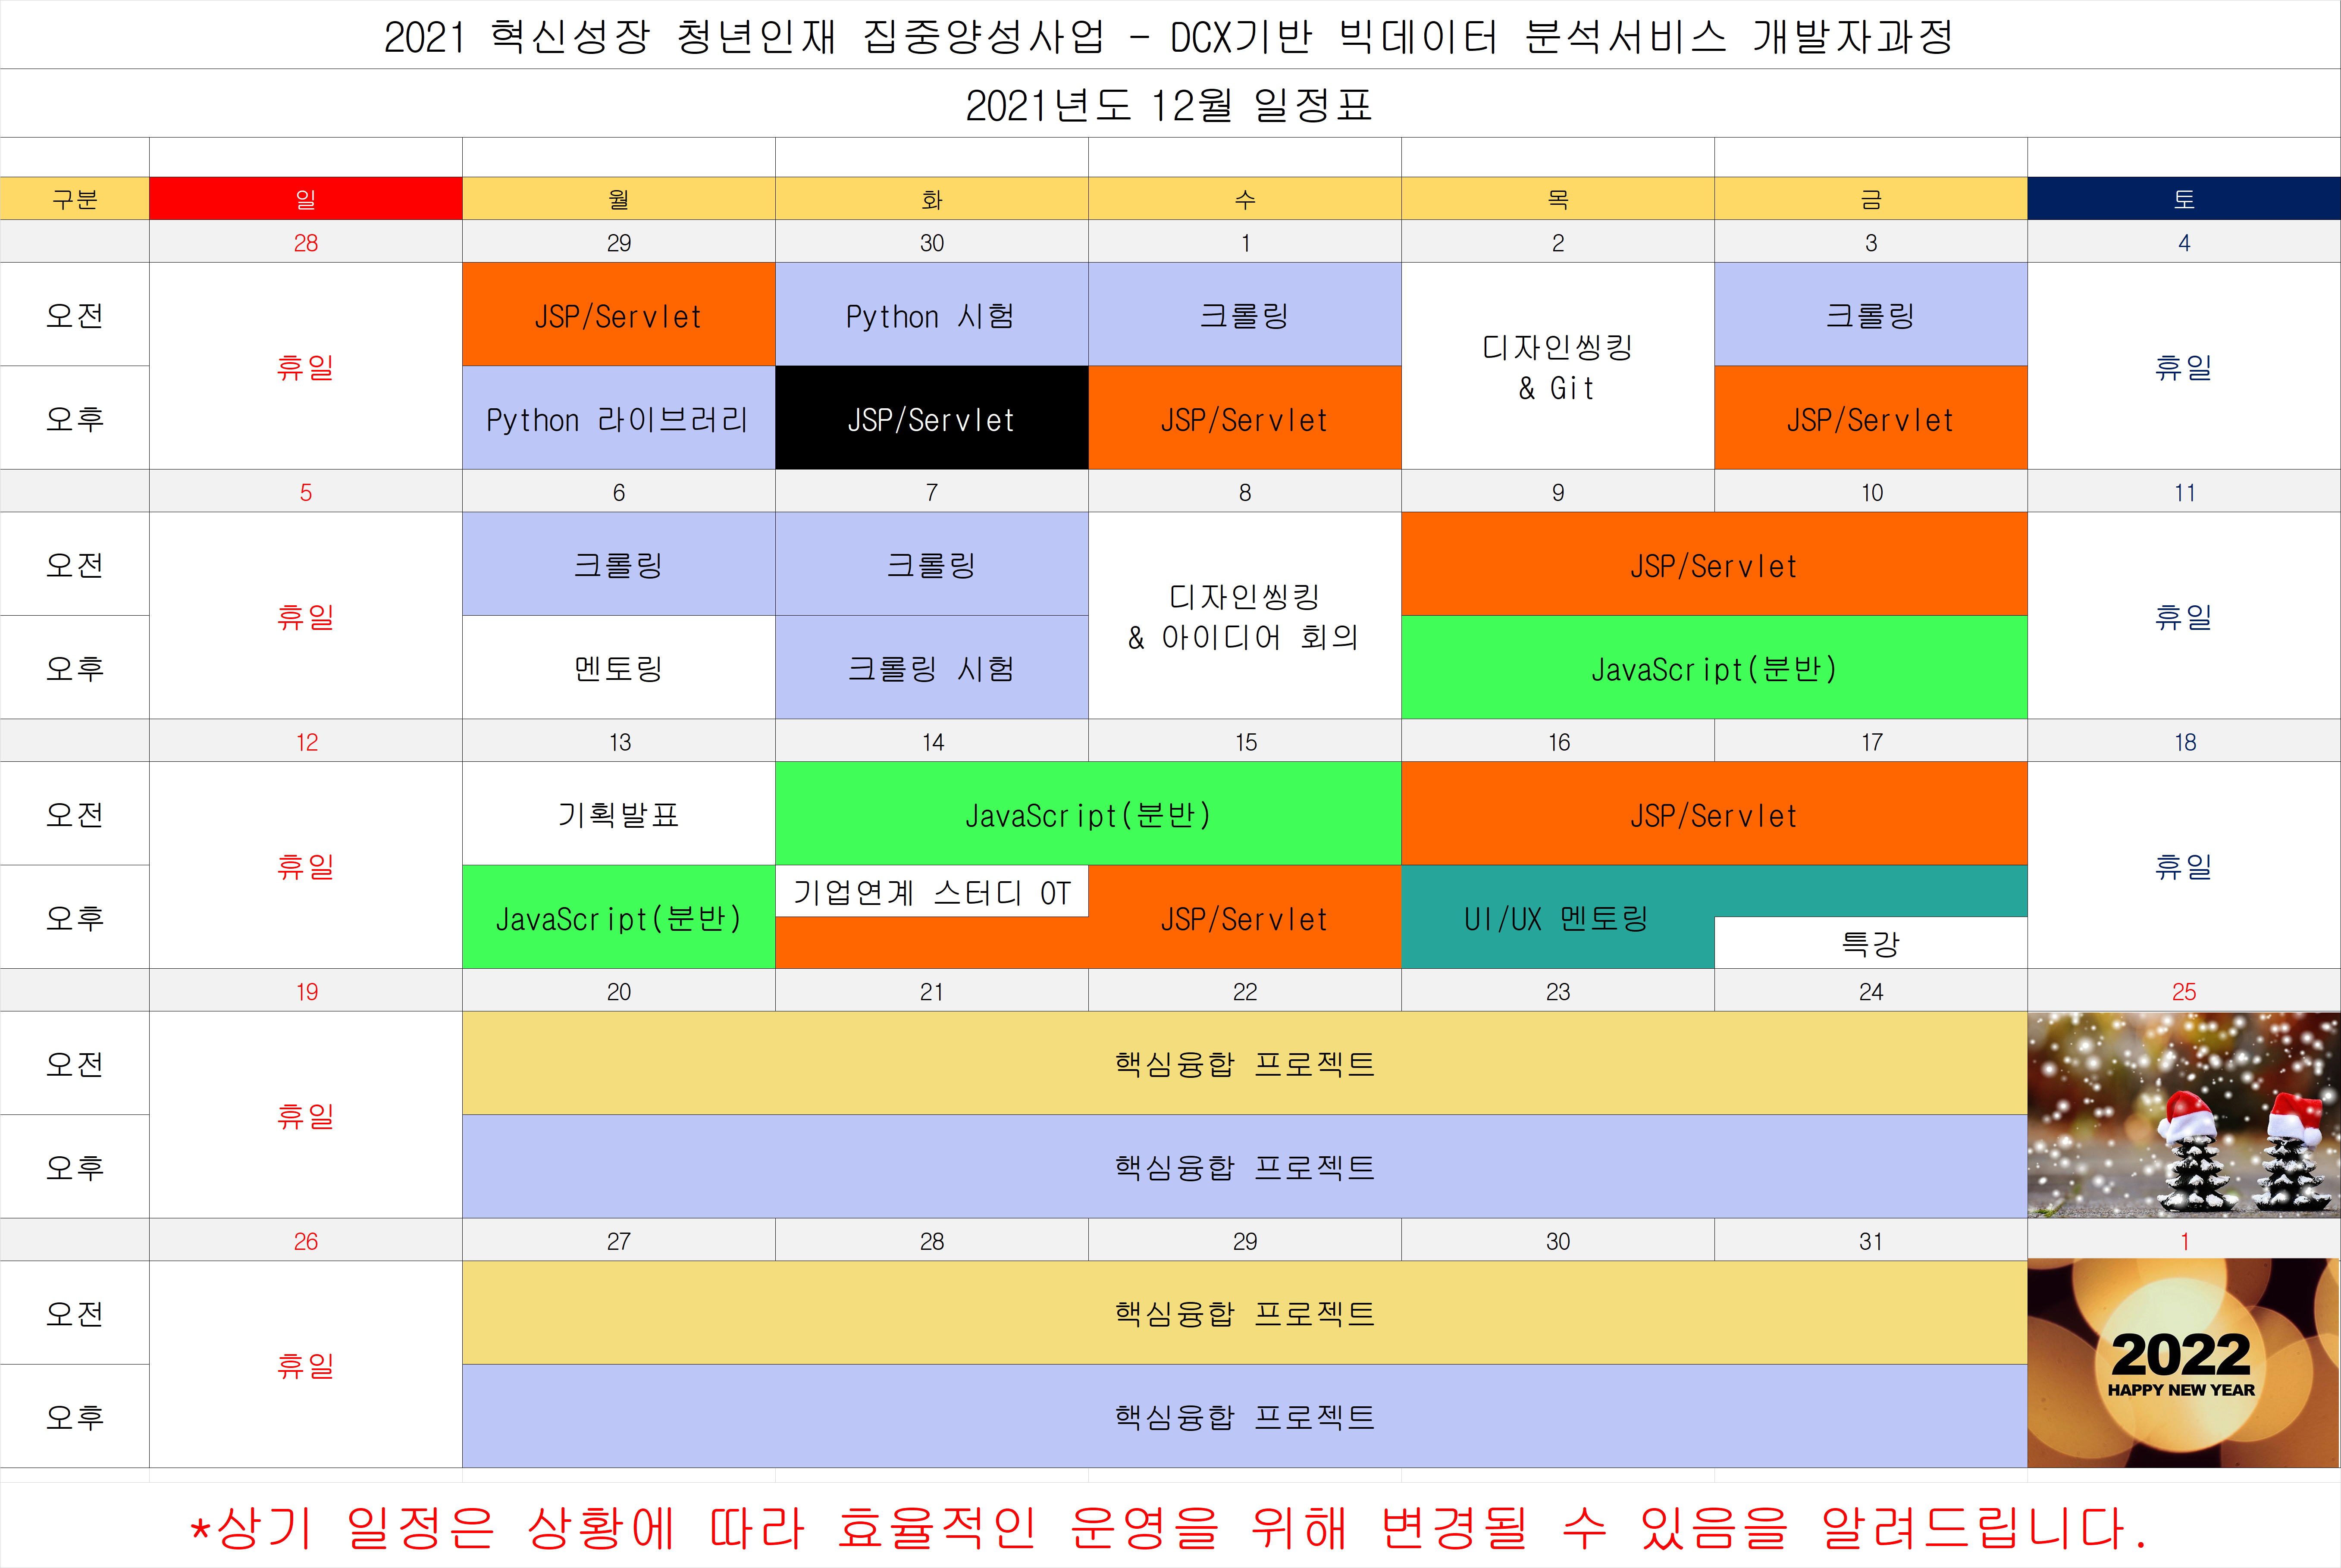 2021 혁신성장 청년인재 집중양성사업 - DCX기반 빅데이터 분석서비스 개발자과정
2021년도 12월 일정표
구분 일 월 화 수 목 금 토
28 29 30 1 2 3 4
오전 휴일 JSP/Servlet Python 시험 크롤링 디자인씽킹 크롤링 휴일
& Git
오후 Python 라이브러리 JSP/Servlet JSP/Servlet JSP/Servlet
5 6 7 8 9 10 11
오전 휴일 크롤링 크롤링 디자인씽킹 JSP/Servlet 휴일
& 아이디어 회의
오후 멘토링 크롤링 시험 JavaScript(분반)
12 13 14 15 16 17 18
오전 휴일 기획발표 JavaScript(분반) JSP/Servlet 휴일
오후 JavaScript(분반) 기업연계 스터디 OT JSP/Servlet UI/UX 멘토링 특강
19 20 21 22 23 24 25
오전 휴일 핵심융합 프로젝트
오후 핵심융합 프로젝트
26 27 28 29 30 31 1
오전 휴일 핵심융합 프로젝트
2022
HAPPY NEW YEAR
오후 핵심융합 프로젝트
*상기 일정은 상황에 따라 효율적인 운영을 위해 변경될 수 있음을 알려드립니다.